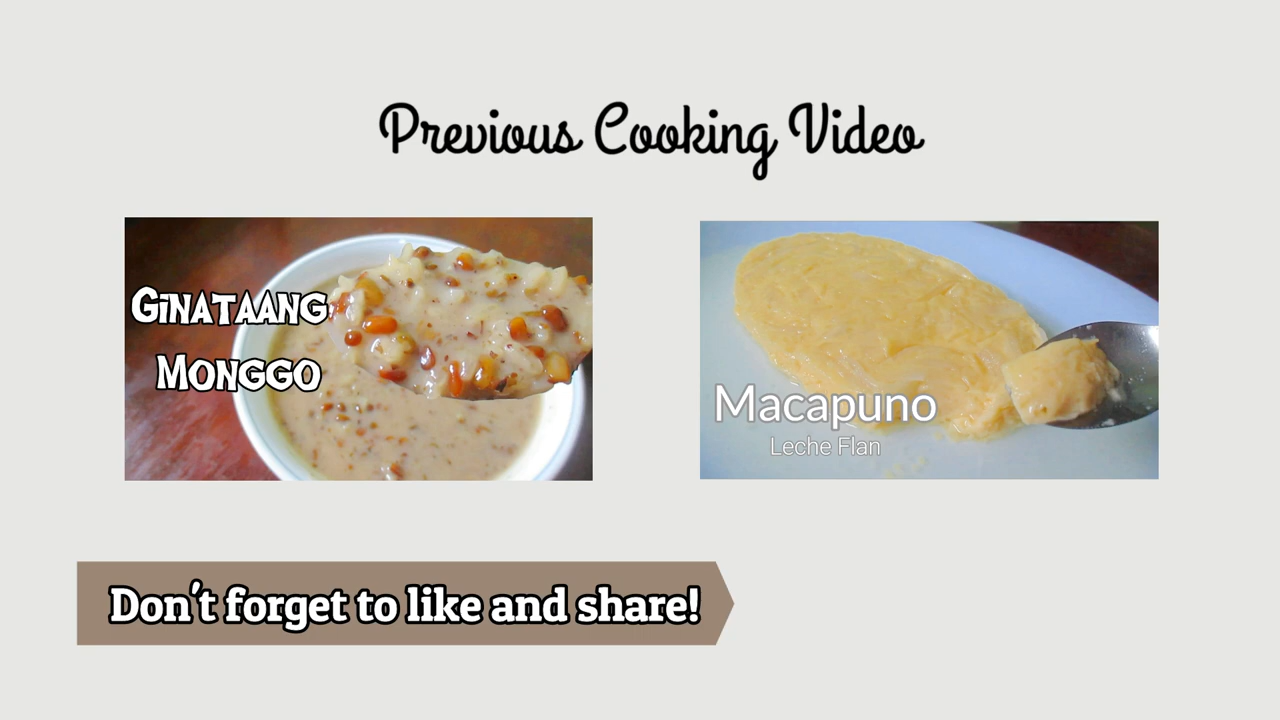 Previous Cooking Video
GiNATAANG
MONGGO
Macapuno
Leche Flan
Don't forget to like and share!